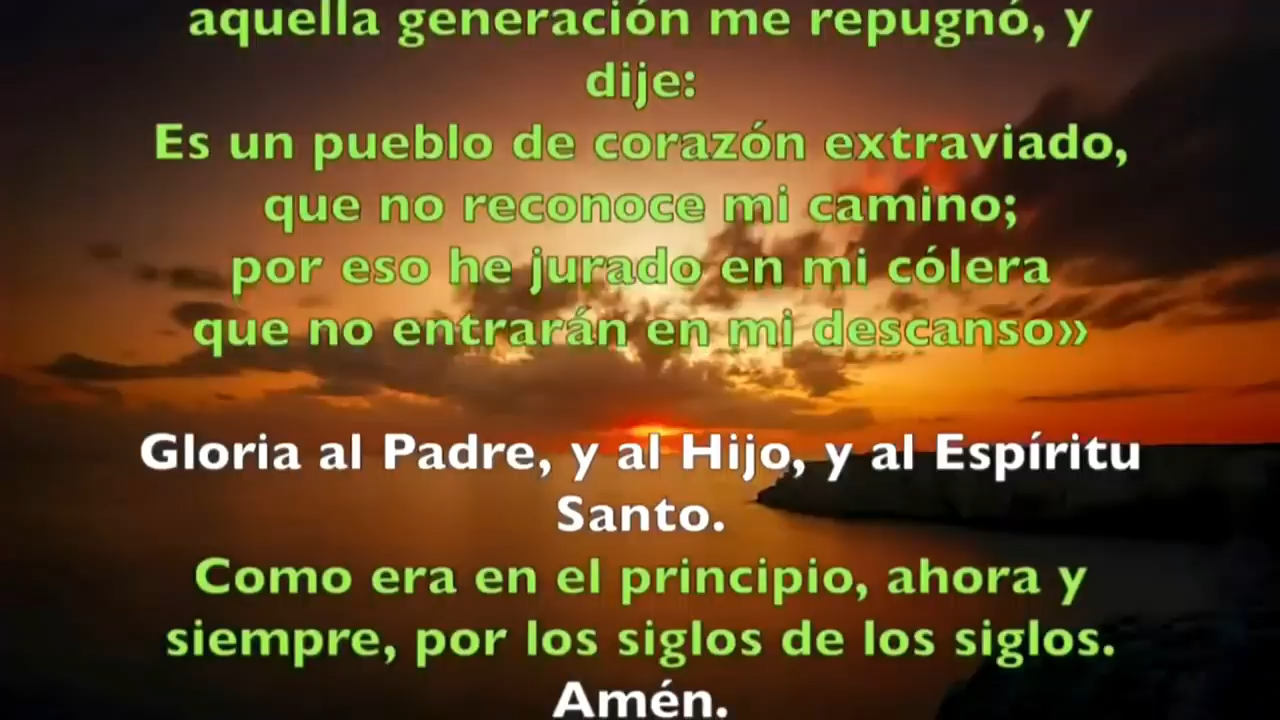 aquella generación me repugnó, y
dije:
Es un pueblo de corazón extraviado,
que no reconoce mi camino;
por eso he jurado en mi cólera
que no entrarán en mi descanso»
Gloria al Padre, y al Hijo, y al Espíritu
Santo.
Como era en el principio, ahora y
siempre, por los siglos de los siglos.
Amén.